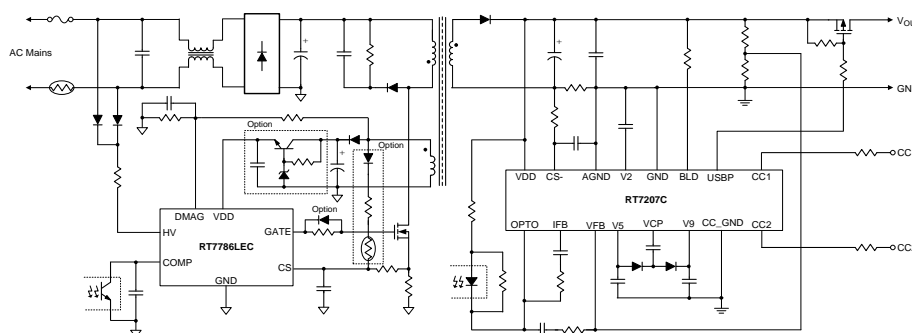 AC Mains
+
Option
Option
+
VDD
DMAG
HV
RT7786LEC
COMP
GND
GATE
CS
Option
+
GND
CC
CC
VDD
CS-
AGND
V2
GND
BLD
USBP
CC1
RT7207C
OPTO
IFB
VFB
V5
VCP
V9
CC_GND
CC2